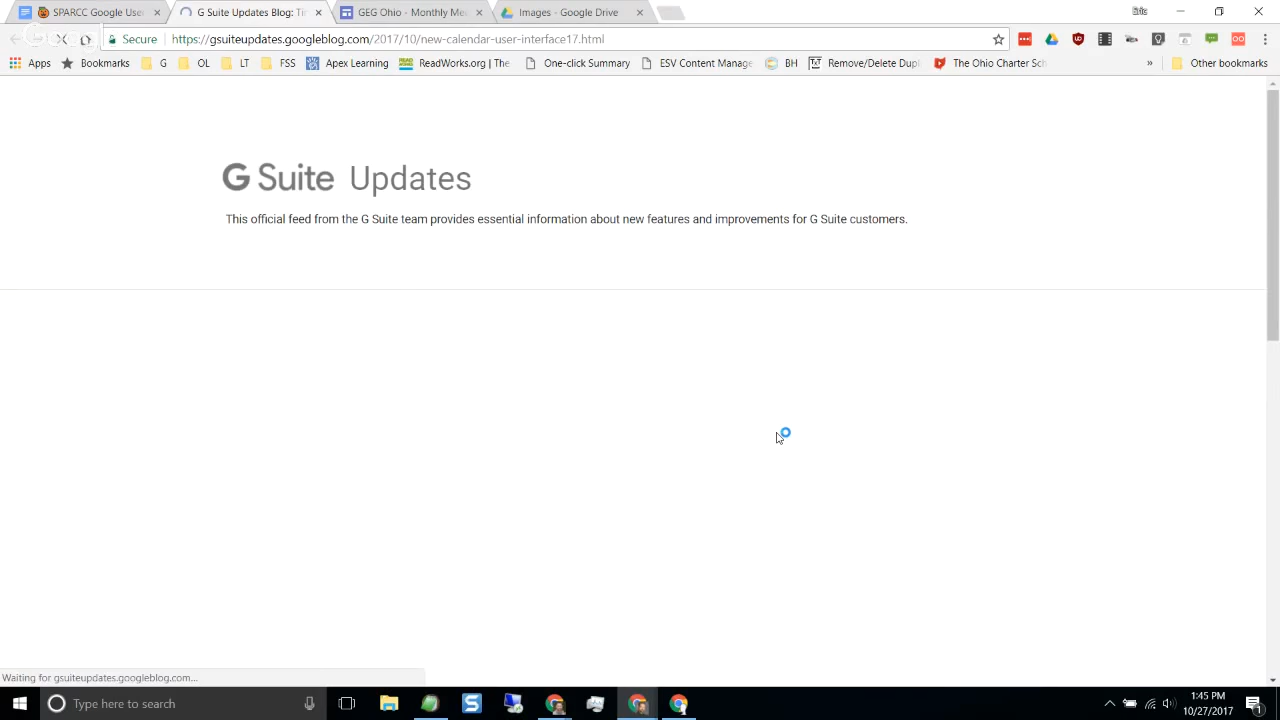 SPARCC Google User
G Suite Updates Blog: Tir
GEG Ohio - Monthly Me
Images - Google Drive
Secure
https://gsuiteupdates.googleblog.com/2017/10/new-calendar-user-interface17.html
Apps
Bookmarks
G
OL
LT
FSS
Apex Learning
ReadWorks.org | The
One-click Summary
ESV Content Manage
BH
Remove/Delete Dupl
The Ohio Charter Sch
»
Other bookmarks
G Suite Updates
This official feed from the G Suite team provides essential information about new features and improvements for G Suite customers.
Waiting for gsuiteupdates.googleblog.com...
Type here to search
1:45 PM
10/27/2017